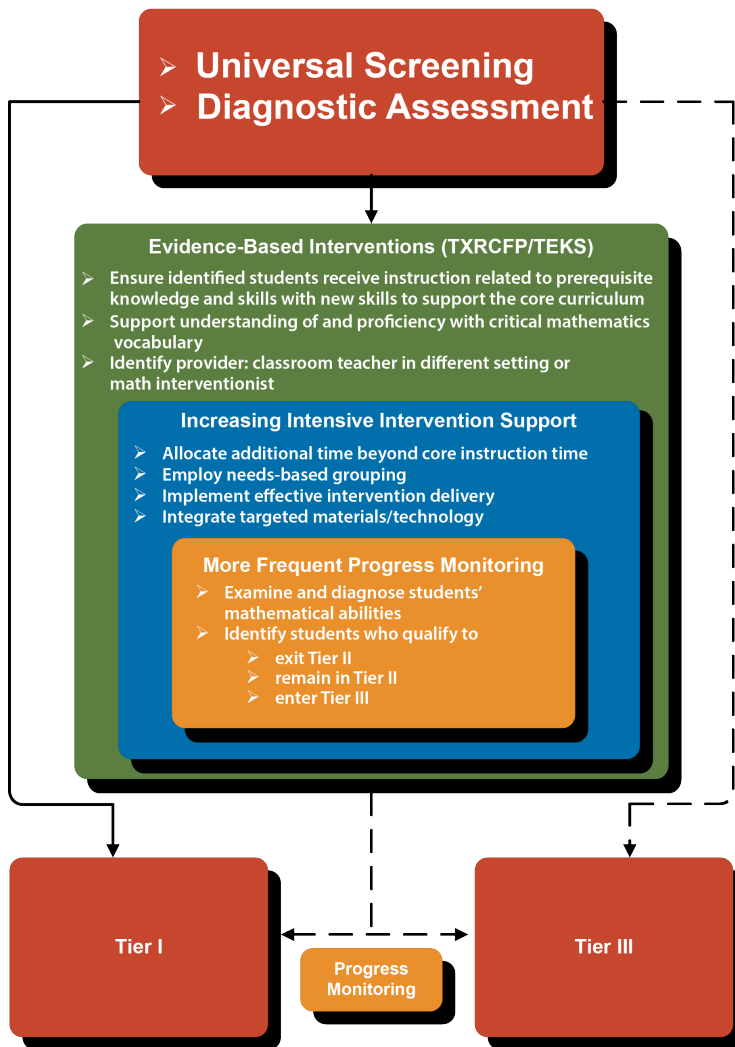 ➢ Universal Screening
➢ Diagnostic Assessment
Evidence-Based Interventions (TXRCFP/TEKS)
➢ Ensure identified students receive instruction related to prerequisite
knowledge and skills with new skills to support the core curriculum
➢ Support understanding of and proficiency with critical mathematics
vocabulary
➢ Identify provider: classroom teacher in different setting or
math interventionist
Increasing Intensive Intervention Support
➢ Allocate additional time beyond core instruction time
➢ Employ needs-based grouping
➢ Implement effective intervention delivery
➢ Integrate targeted materials/technology
More Frequent Progress Monitoring
➢ Examine and diagnose students’
mathematical abilities
➢ Identify students who qualify to
➢ exit Tier II
➢ remain in Tier II
➢ enter Tier III
Tier I
Progress
Monitoring
Tier III